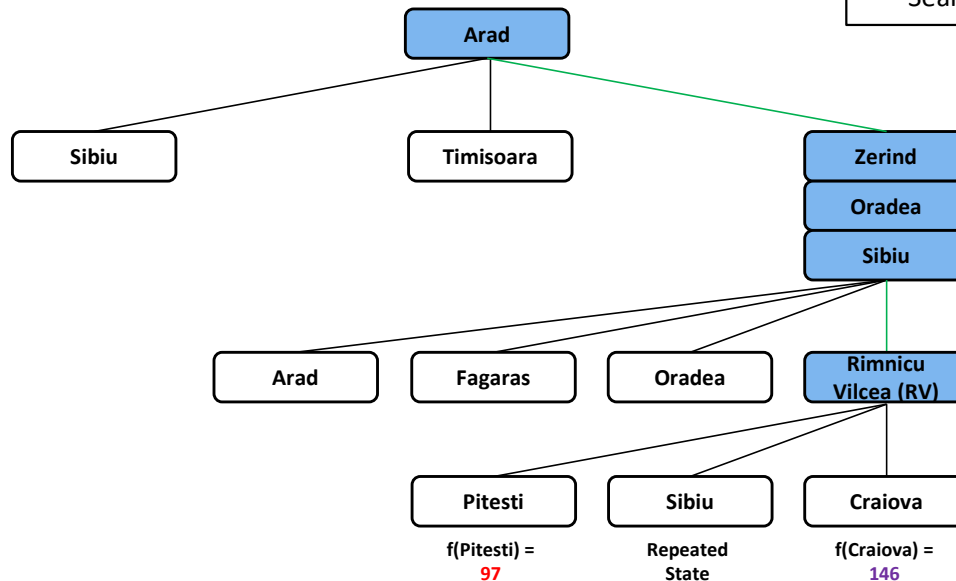 Arad
Sibiu
Timisoara
Zerind
Oradea
Sibiu
Arad
Fagaras
Oradea
Rimnicu
Vilcea (RV)
Pitesti
Sibiu
Craiova
f(Pitesti) =
97
Repeated
State
f(Craiova) =
146